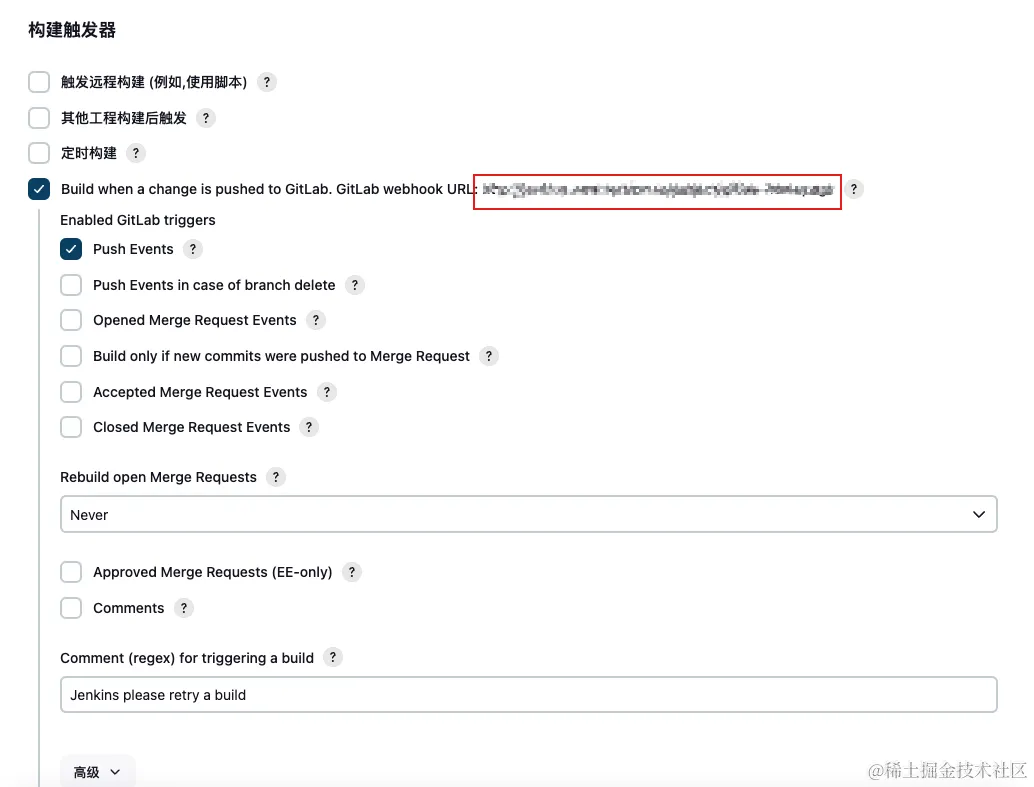 构建触发器
触发远程构建 (例如,使用脚本) ?
其他工程构建后触发 ?
定时构建 ?
Build when a change is pushed to GitLab. GitLab webhook URL: ?
Enabled GitLab triggers
Push Events ?
Push Events in case of branch delete ?
Opened Merge Request Events ?
Build only if new commits were pushed to Merge Request ?
Accepted Merge Request Events ?
Closed Merge Request Events ?
Rebuild open Merge Requests ?
Never
Approved Merge Requests (EE-only) ?
Comments ?
Comment (regex) for triggering a build ?
Jenkins please retry a build
高级
@稀土掘金技术社区